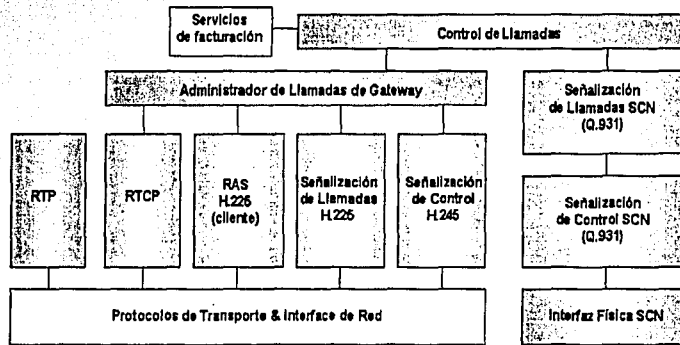 Servicios
de facturación
Control de Llamadas
Administrador de Llamadas de Gateway
Señalización
de Llamadas SCN
(Q.931)
RTP
RTCP
RAS
H.225
(cliente)
Señalización
de Llamadas
H.225
Señalización
de Control
H.245
Señalización
de Control SCN
(Q.931)
Protocolos de Transporte & Interface de Red
Interfaz Física SCN